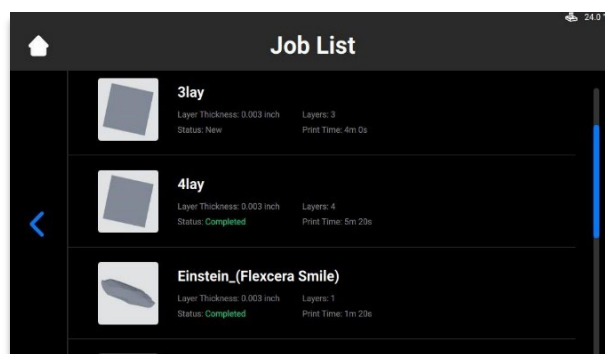 24.0°
Job List
3lay
Layer Thickness: 0.003 inch Layers: 3
Status: New Print Time: 4m 0s
4lay
Layer Thickness: 0.003 inch Layers: 4
Status: Completed Print Time: 5m 20s
Einstein_(Flexcera Smile)
Layer Thickness: 0.003 inch Layers: 1
Status: Completed Print Time: 1m 20s